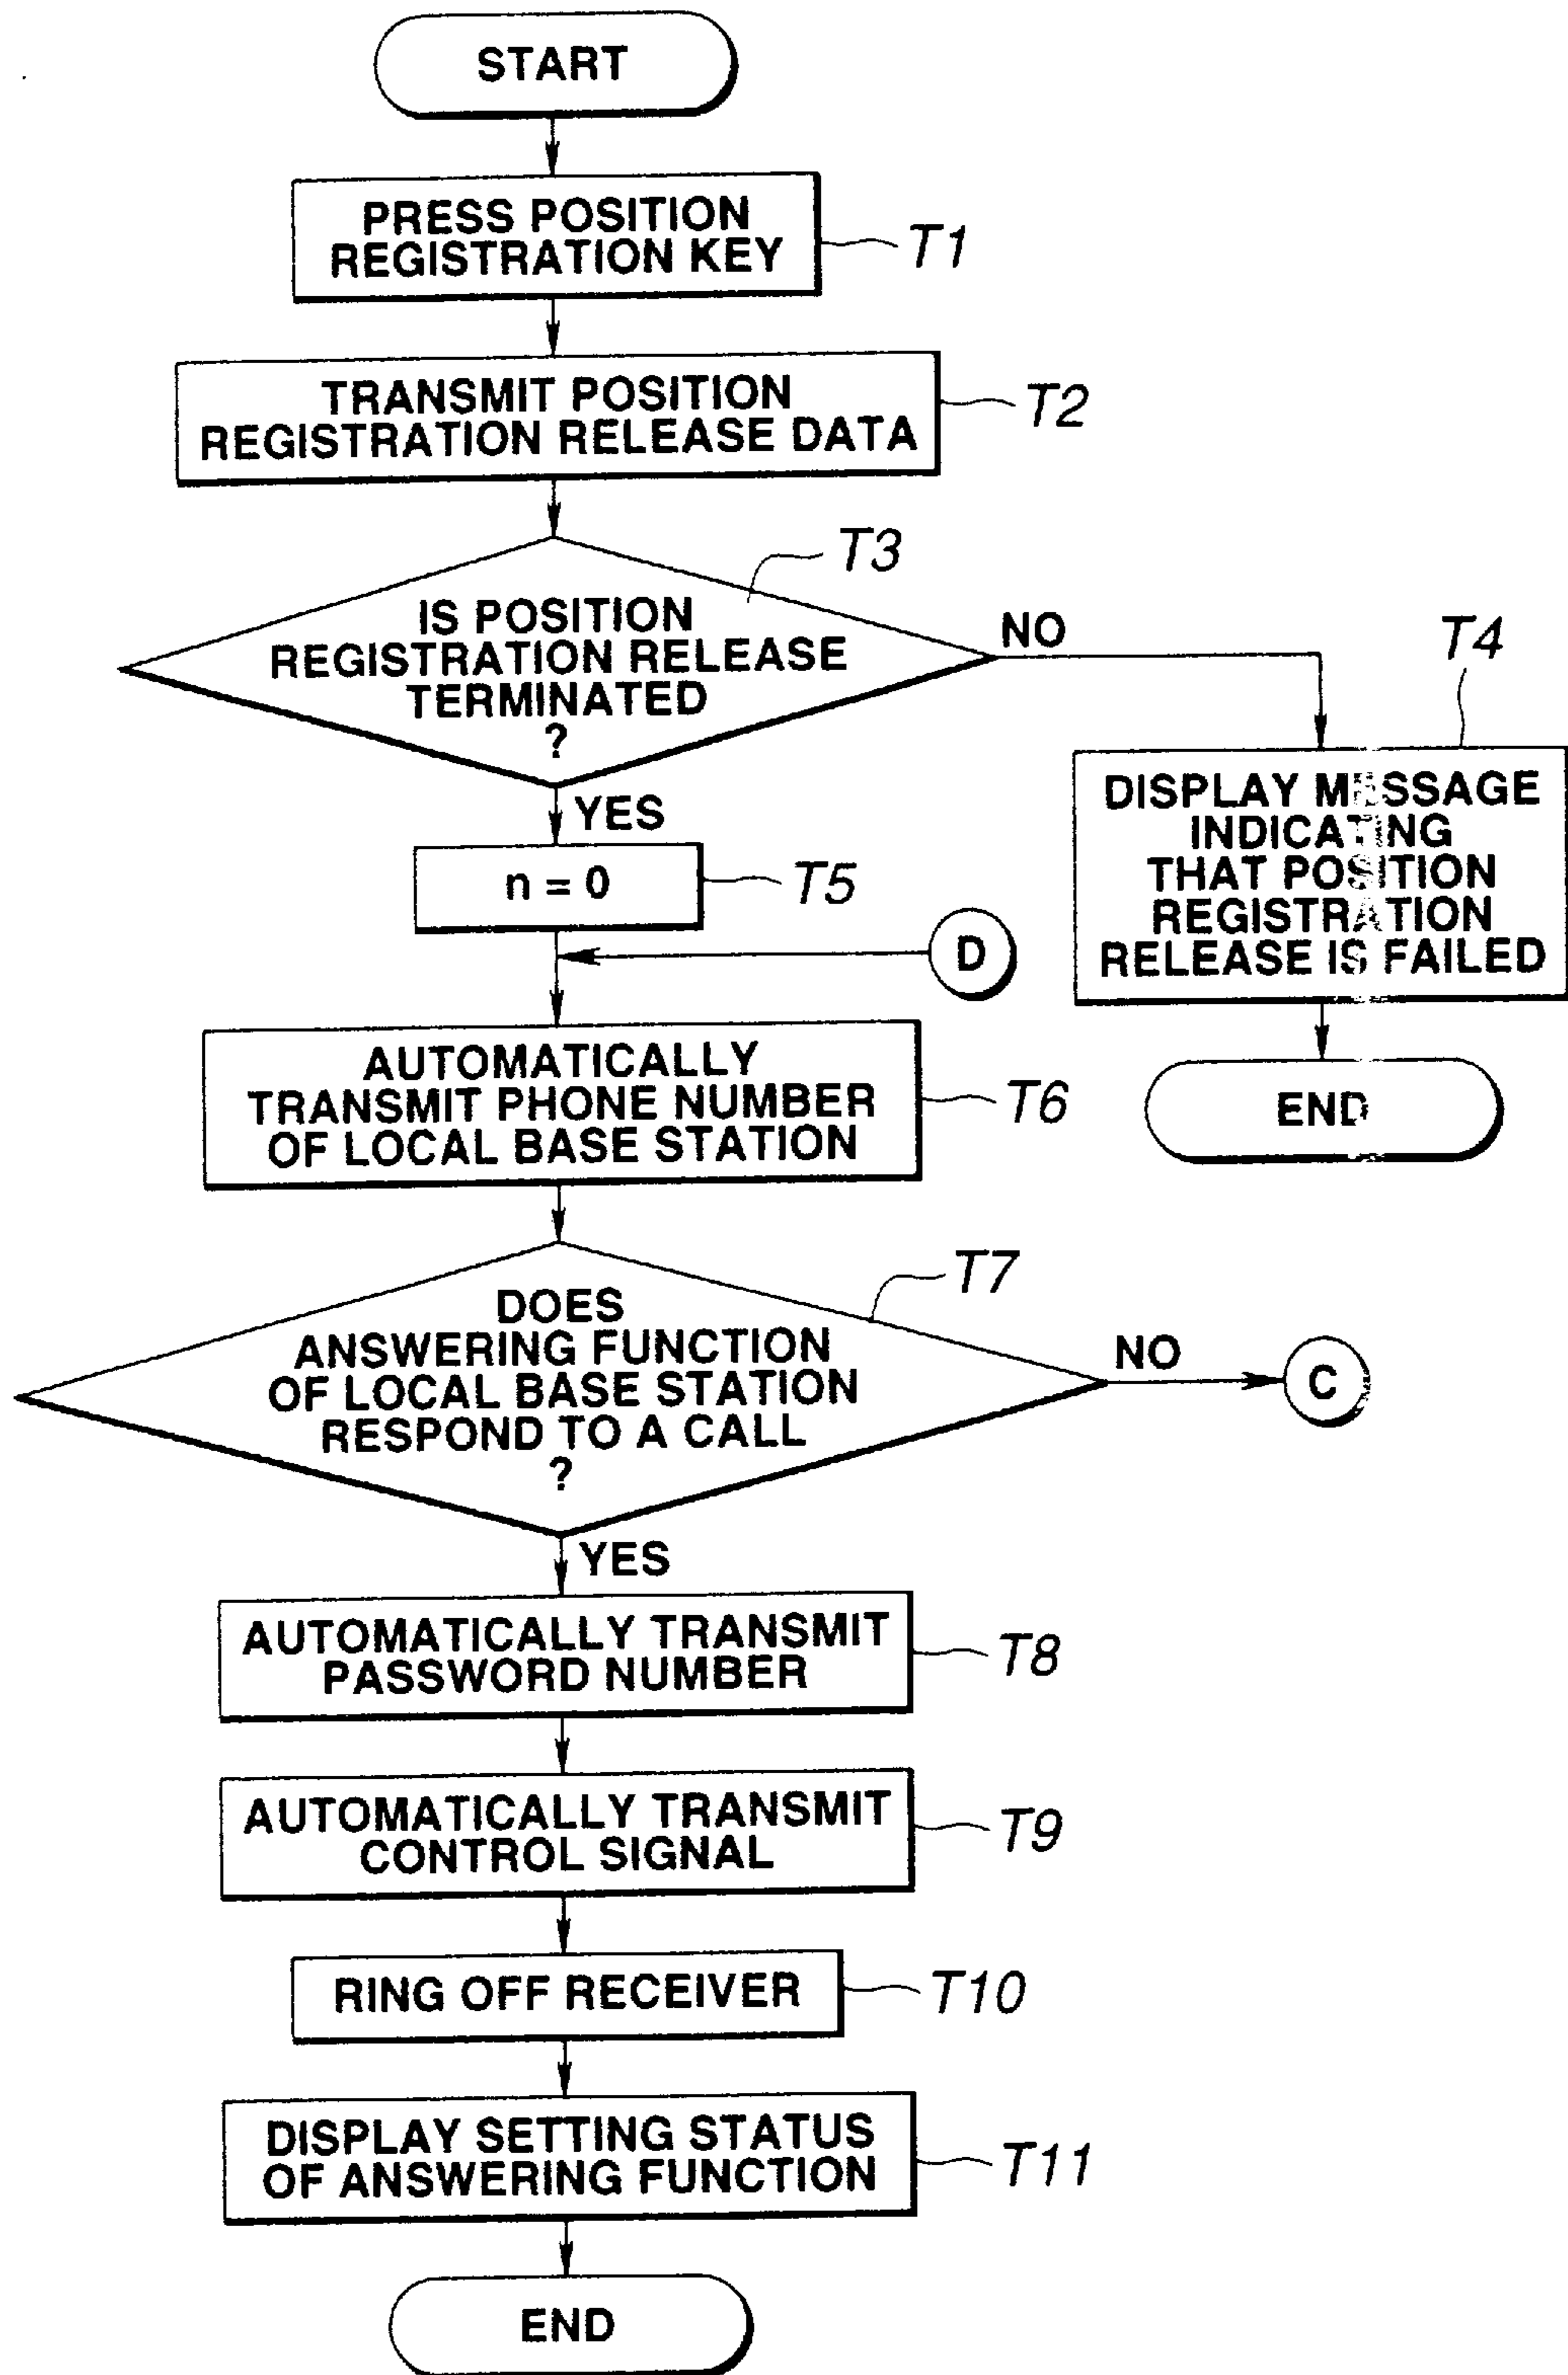 START
PRESS POSITION
REGISTRATION KEY
T1
TRANSMIT POSITION
REGISTRATION RELEASE DATA
T2
T3
IS POSITION
REGISTRATION RELEASE
TERMINATED
?
NO
YES
T4
DISPLAY MESSAGE
INDICATING
THAT POSITION
REGISTRATION
RELEASE IS FAILED
END
n = 0
T5
D
AUTOMATICALLY
TRANSMIT PHONE NUMBER
OF LOCAL BASE STATION
T6
T7
DOES
ANSWERING FUNCTION
OF LOCAL BASE STATION
RESPOND TO A CALL
?
NO
C
YES
AUTOMATICALLY TRANSMIT
PASSWORD NUMBER
T8
AUTOMATICALLY TRANSMIT
CONTROL SIGNAL
T9
RING OFF RECEIVER
T10
DISPLAY SETTING STATUS
OF ANSWERING FUNCTION
T11
END